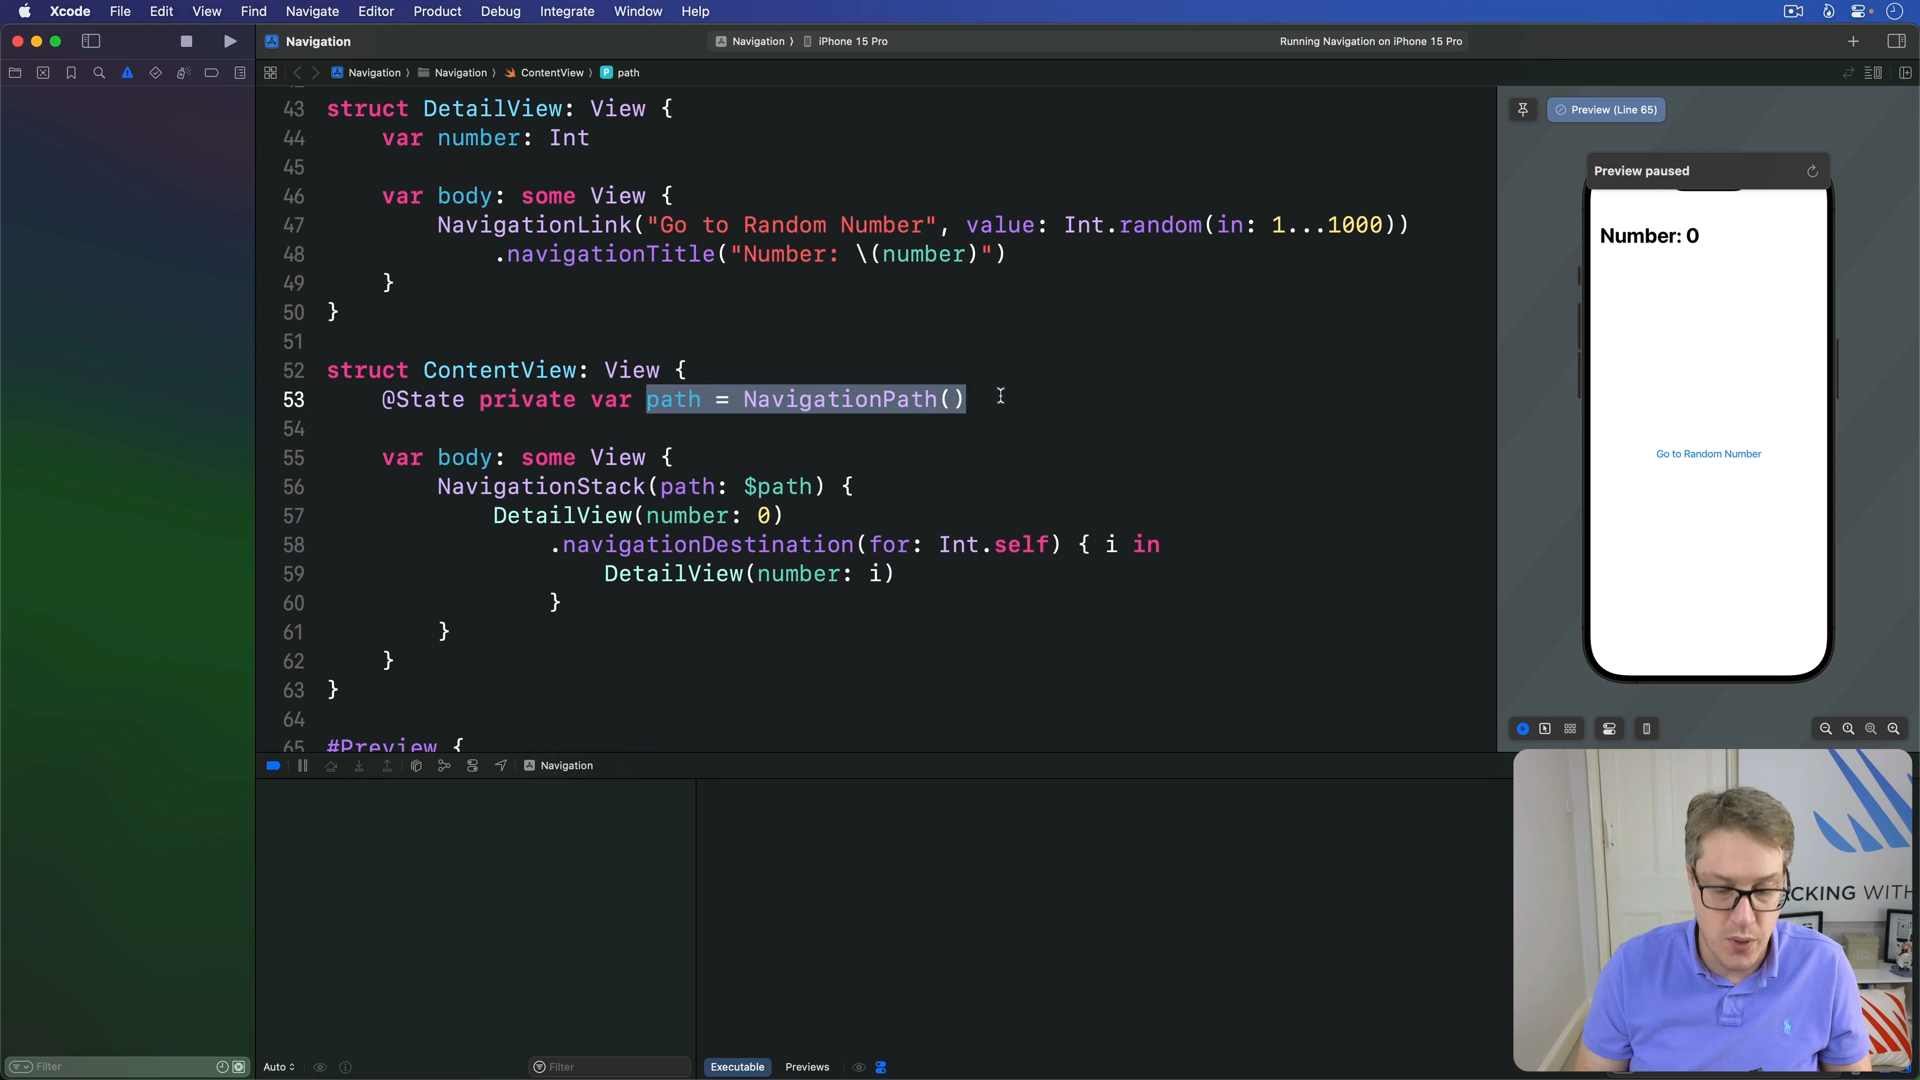 Xcode File Edit View Find Navigate Editor Product Debug Integrate Window Help
Navigation
Navigation 〉 iPhone 15 Pro
Running Navigation on iPhone 15 Pro
Navigation 〉 Navigation 〉 ContentView 〉 P path
43 struct DetailView: View {
44 var number: Int
45
46 var body: some View {
47 NavigationLink("Go to Random Number", value: Int.random(in: 1...1000))
48 .navigationTitle("Number: \(number)")
49 }
50 }
51
52 struct ContentView: View {
53 @State private var path = NavigationPath()
54
55 var body: some View {
56 NavigationStack(path: $path) {
57 DetailView(number: 0)
58 .navigationDestination(for: Int.self) { i in
59 DetailView(number: i)
60 }
61 }
62 }
63 }
64
65 #Preview {
Preview (Line 65)
Preview paused
Number: 0
Go to Random Number
Navigation
ACKING WITH
Filter
Auto
Filter
Executable Previews